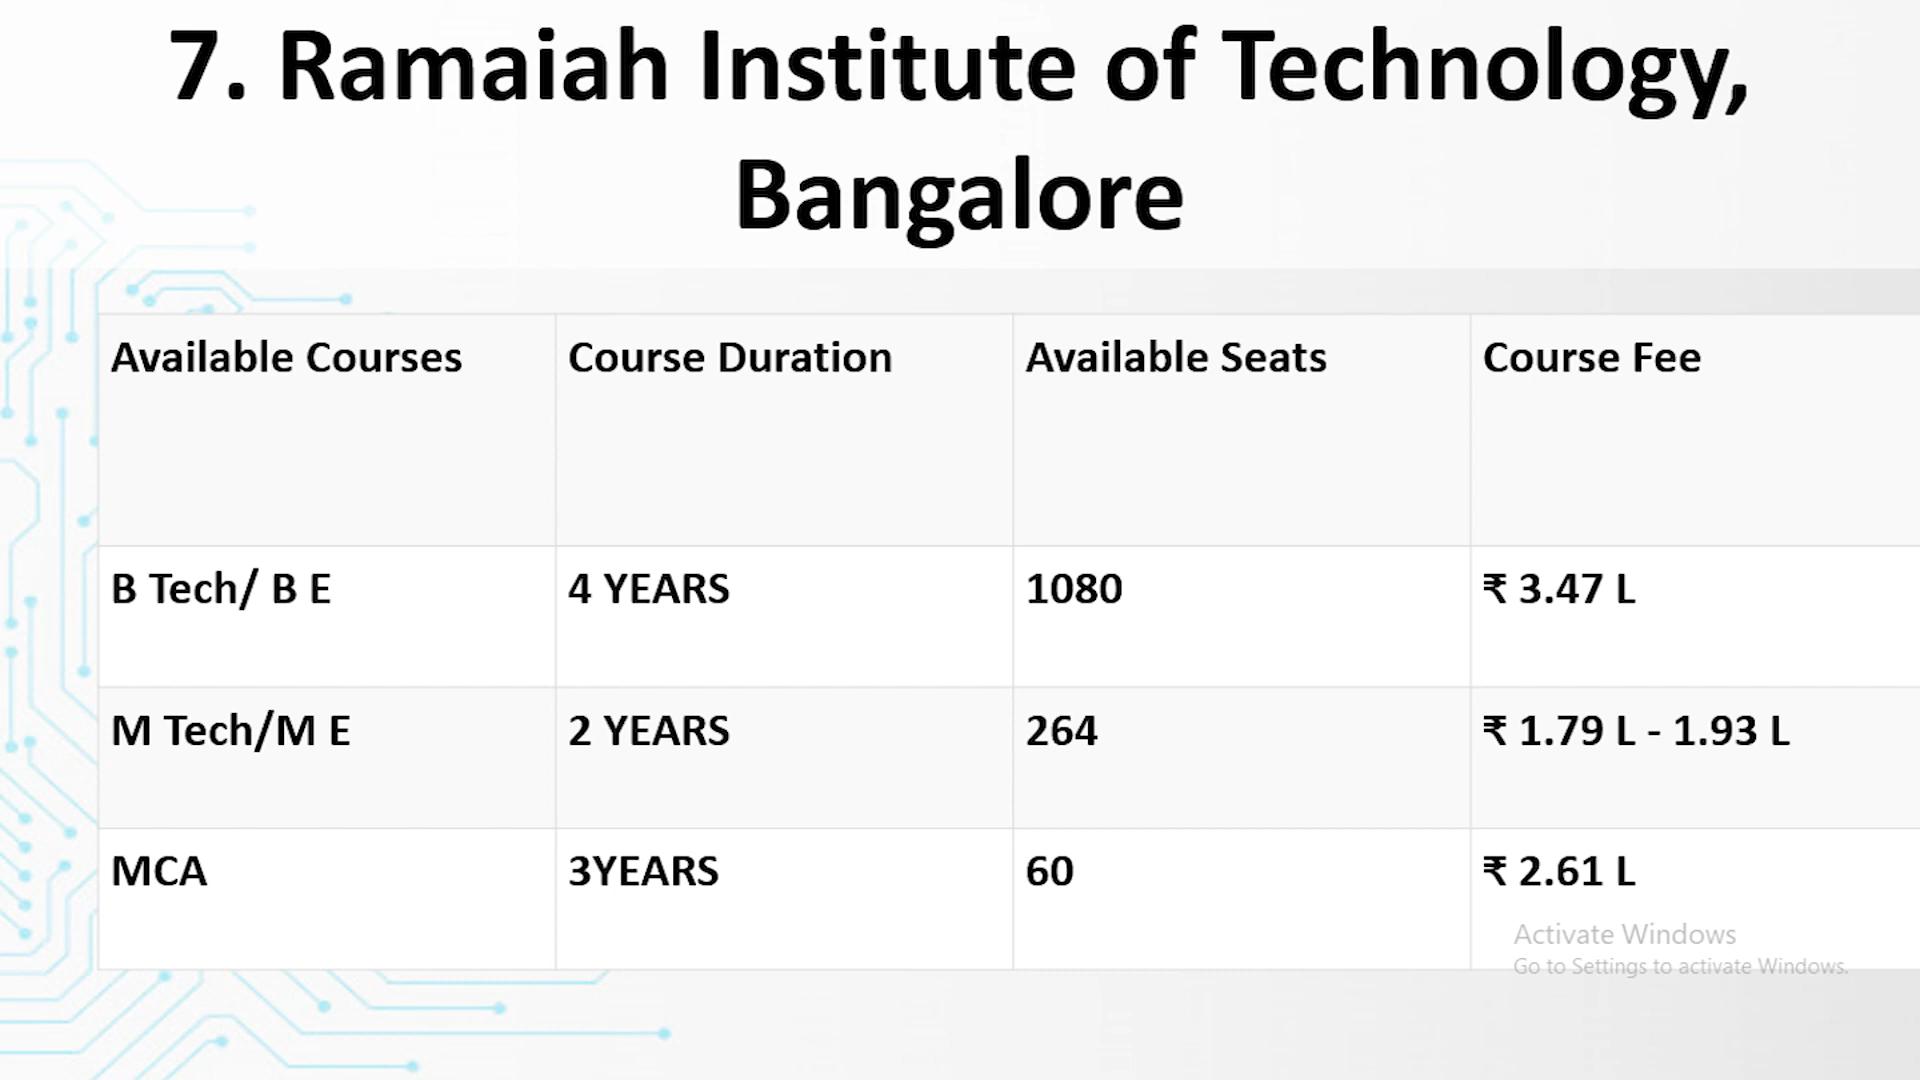 7. Ramaiah Institute of Technology,
Bangalore
Available Courses Course Duration Available Seats Course Fee
B Tech/ B E 4 YEARS 1080 ₹ 3.47 L
M Tech/M E 2 YEARS 264 ₹ 1.79 L - 1.93 L
MCA 3YEARS 60 ₹ 2.61 L
Activate Windows
Go to Settings to activate Windows.